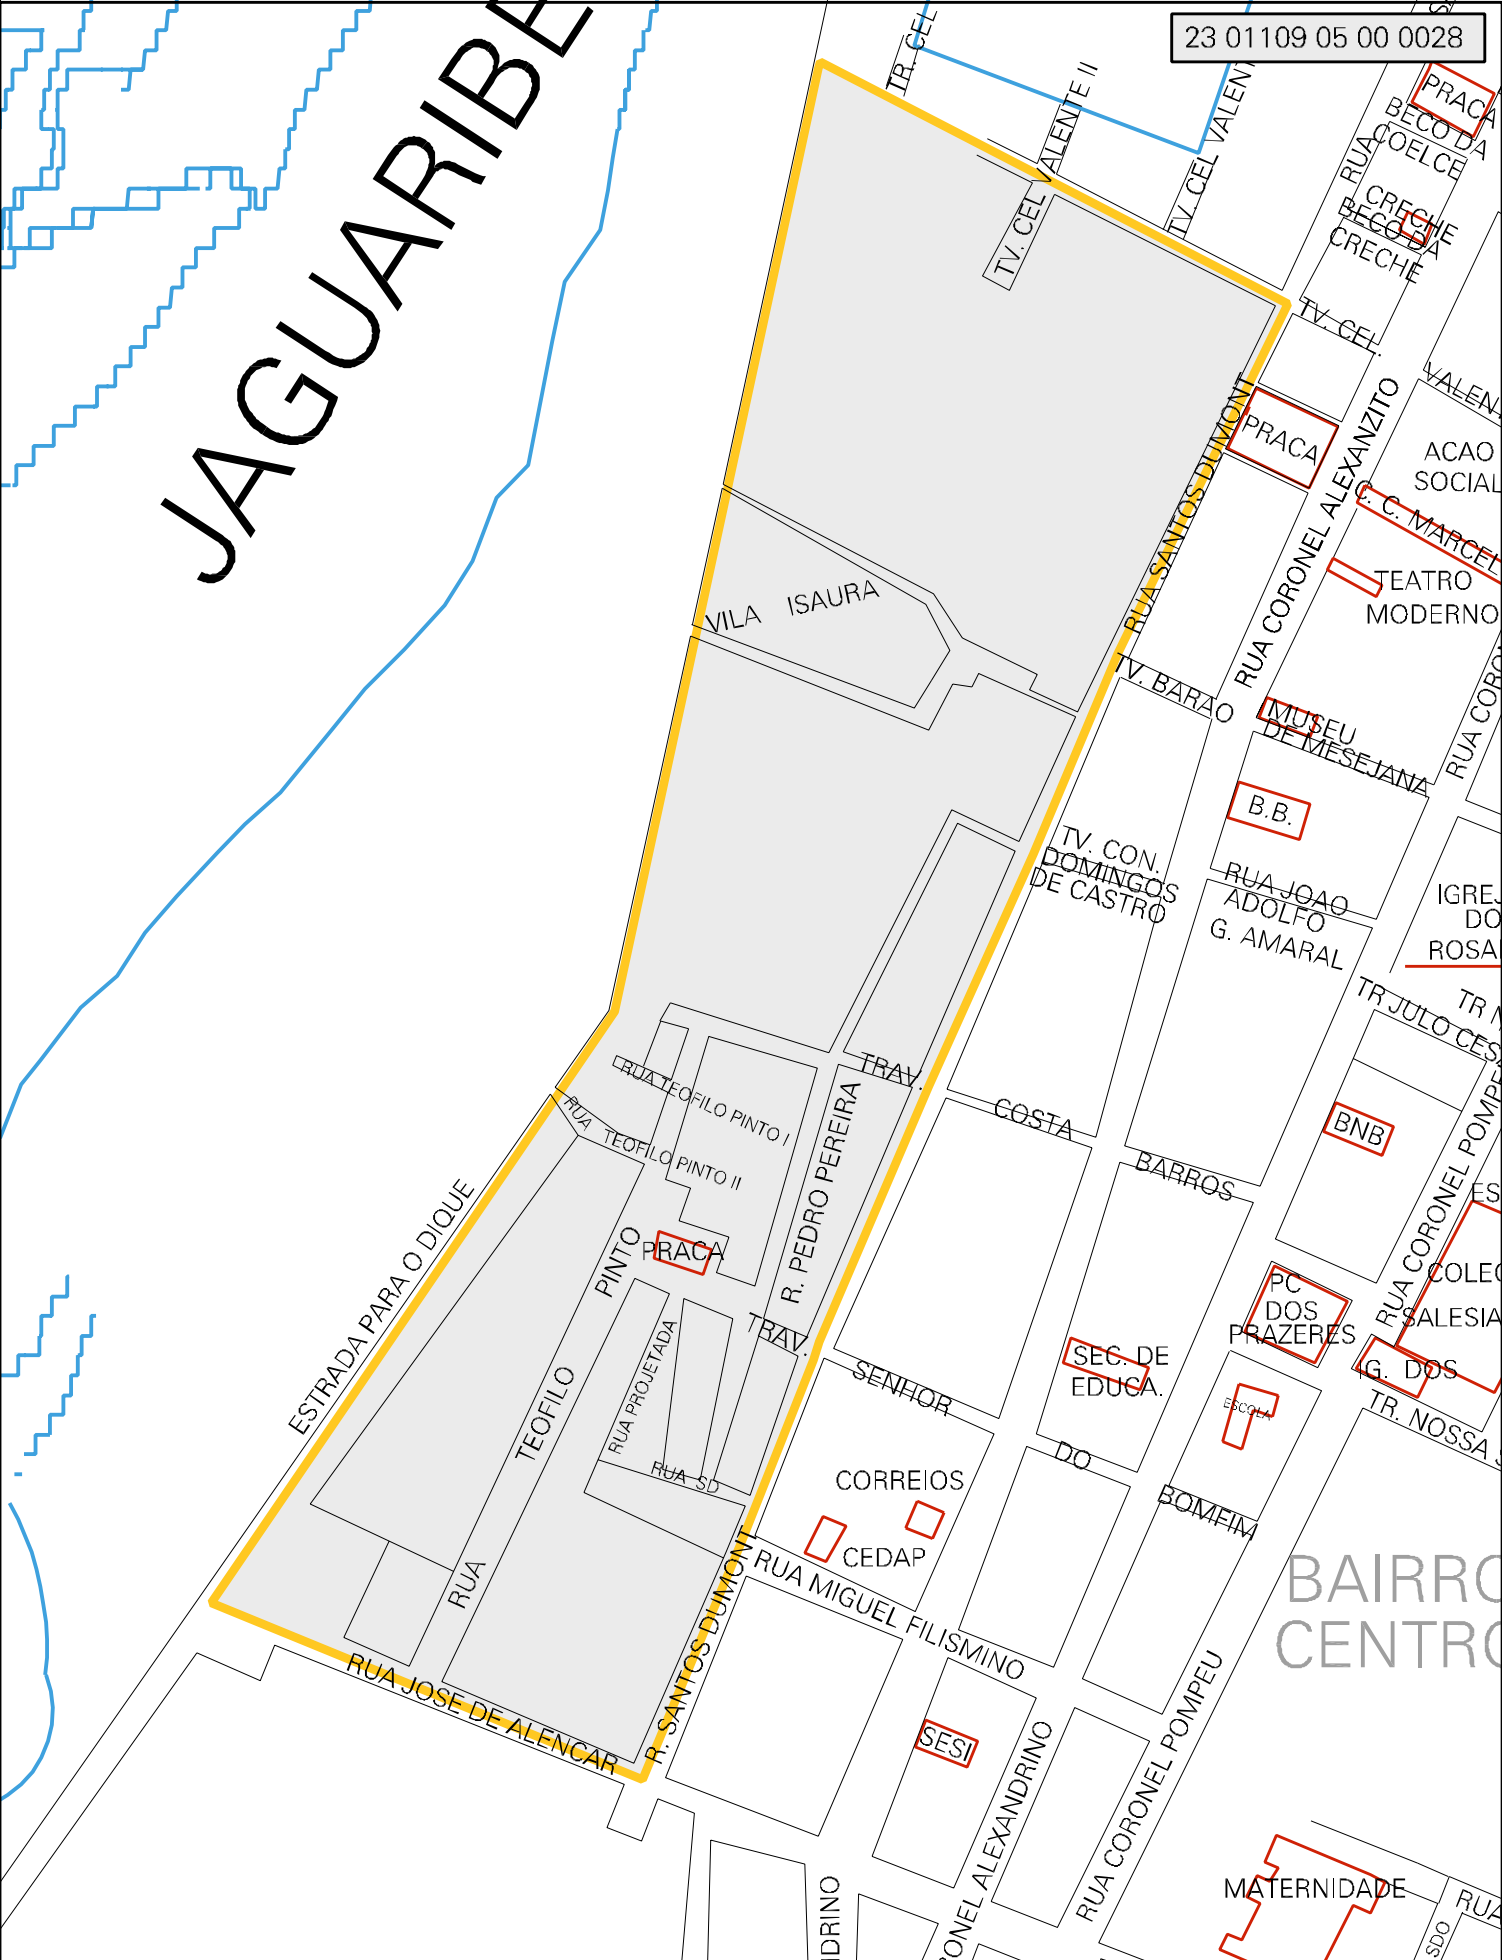 23 01109 05 00 0028
JAGUARIBE
TR. CEL
TV. CEL VALENTE II
TV. CEL VALENT
PRACA
BECO DA
COELCE
RUA
CRECHE
BECO DA
CRECHE
TV. CEL.
VALENT
PRACA
RUA SANTOS DUMONT
RUA CORONEL ALEXANZITO
ACAO
SOCIAL
C. C. MARCEL
TEATRO
MODERNO
VILA ISAURA
TV. BARAO
MUSEU
DE MESEJANA
RUA CORO
B.B.
TV. CON.
DOMINGOS
DE CASTRO
RUA JOAO
ADOLFO
G. AMARAL
IGREJ
DO
ROSA
TR JULO CES
TR
TRAV.
RUA TEOFILO PINTO I
RUA
TEOFILO PINTO II
R. PEDRO PEREIRA
COSTA
BARROS
BNB
RUA CORONEL POMPE
ES
COLEG
SALESIA
ESTRADA PARA O DIQUE
PRACA
PINTO
TEOFILO
RUA
PC
DOS
PRAZERES
TRAV.
RUA PROJETADA
RUA SD
SENHOR
SEC. DE
EDUCA.
IG. DOS
TR. NOSSA S
ESCOLA
DO
BOMFIM
CORREIOS
CEDAP
RUA MIGUEL FILISMINO
BAIRRO
CENTRO
R. SANTOS DUMONT
RUA JOSE DE ALENCAR
SESI
ONEL ALEXANDRINO
RUA CORONEL POMPEU
MATERNIDADE
RUA
SDO
DRINO